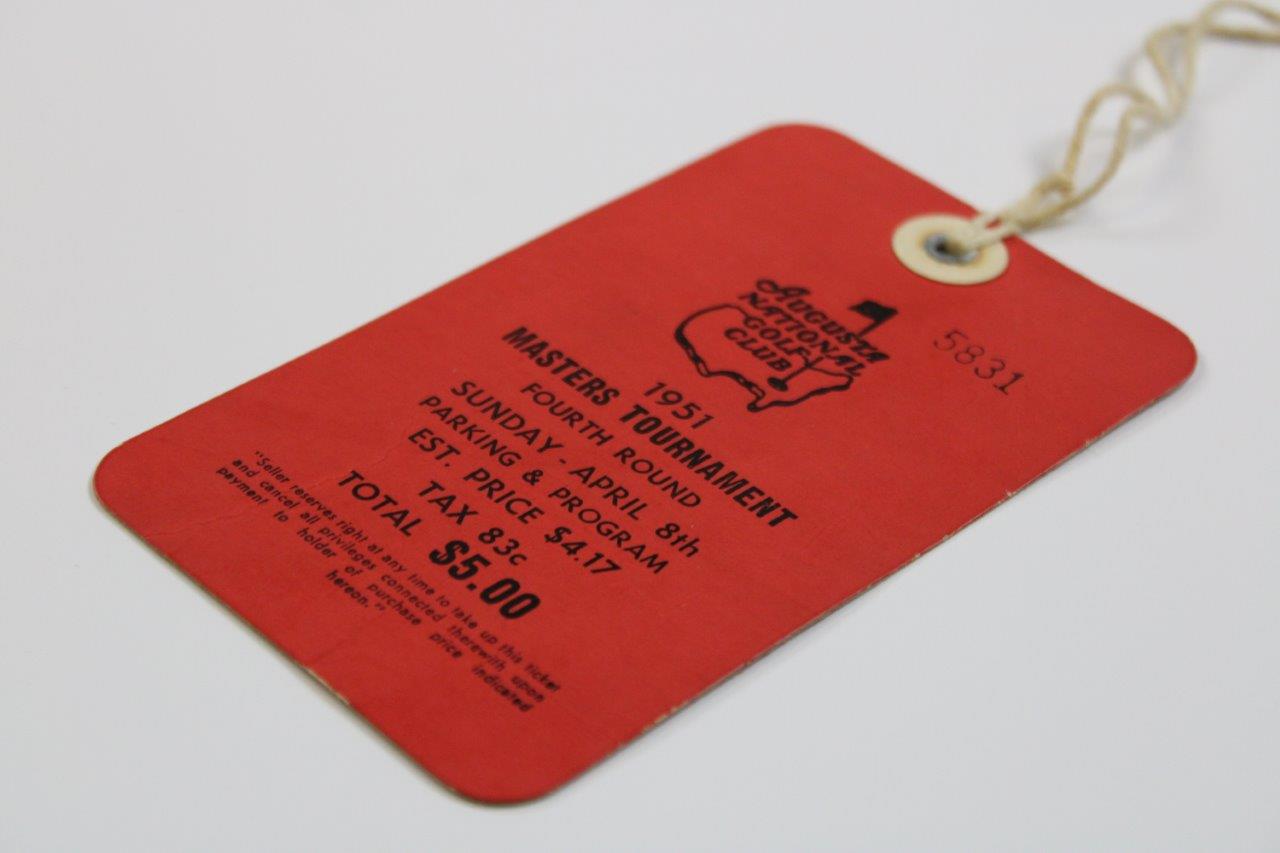 5831
Augusta
National
Golf
Club
1951
MASTERS TOURNAMENT
FOURTH ROUND
SUNDAY - APRIL 8th
PARKING & PROGRAM
EST. PRICE $4.17
TAX 83c
TOTAL $5.00
"Seller reserves right at any time to take up this ticket
and cancel all privileges connected therewith upon
payment to holder of purchase price indicated
hereon."